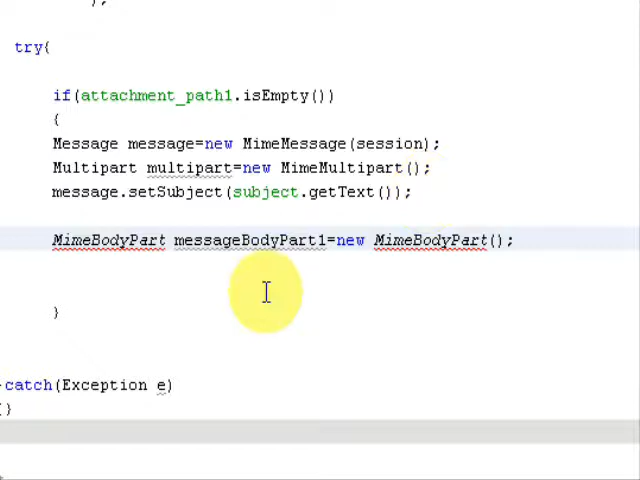 );
try{
if(attachment_path1.isEmpty())
{
Message message=new MimeMessage(session);
Multipart multipart=new MimeMultipart();
message.setSubject(subject.getText());
MimeBodyPart messageBodyPart1=new MimeBodyPart();
}
catch(Exception e)
{}